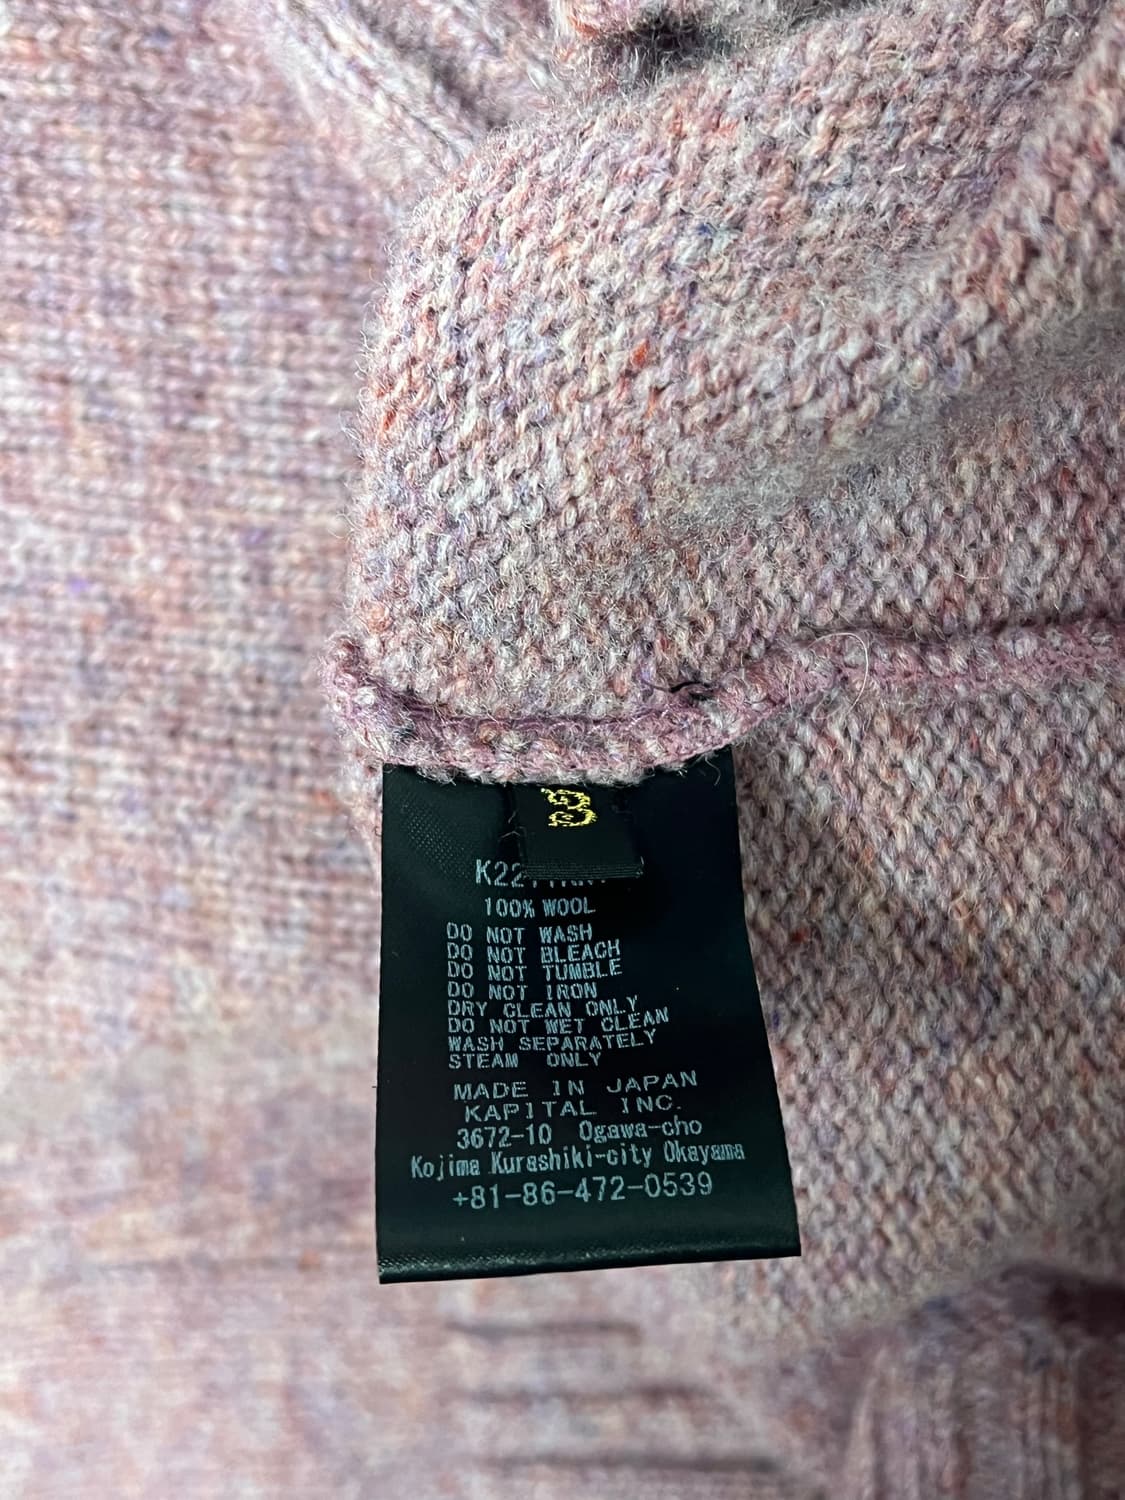 3
100% WOOL
DO NOT WASH
DO NOT BLEACH
DO NOT TUMBLE
DO NOT IRON
DRY CLEAN ONLY
DO NOT WET CLEAN
WASH SEPARATELY
STEAM ONLY
MADE IN JAPAN
KAPITAL INC.
3672-10 Ogawa-cho
Kojima Kurashiki-city Okayama
+81-86-472-0539